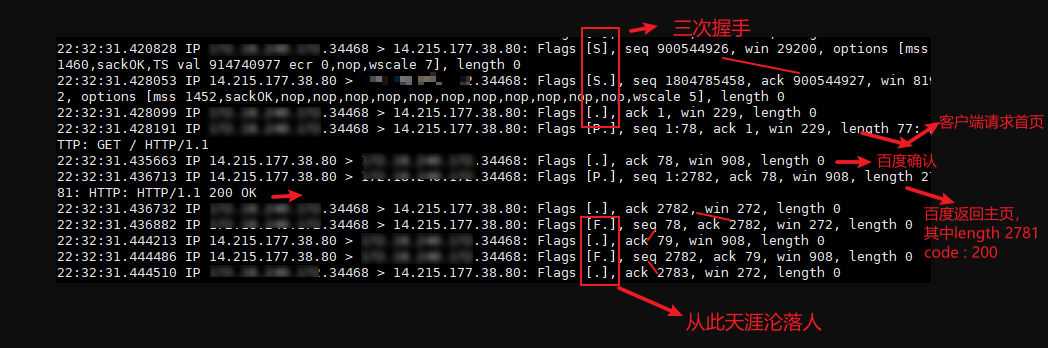 三次握手
22:32:31.420828 IP .34468 > 14.215.177.38.80: Flags [S], seq 900544926, win 29200, options [mss
1460,sackOK,TS val 914740977 ecr 0,nop,wscale 7], length 0
22:32:31.428053 IP 14.215.177.38.80 > .34468: Flags [S.], seq 1804785458, ack 900544927, win 819
2, options [mss 1452,sackOK,nop,nop,nop,nop,nop,nop,nop,nop,nop,nop,nop,wscale 5], length 0
22:32:31.428099 IP .34468 > 14.215.177.38.80: Flags [.], ack 1, win 229, length 0
22:32:31.428191 IP .34468 > 14.215.177.38.80: Flags [P.], seq 1:78, ack 1, win 229, length 77:
TTP: GET / HTTP/1.1
客户端请求首页
22:32:31.435663 IP 14.215.177.38.80 > .34468: Flags [.], ack 78, win 908, length 0
百度确认
22:32:31.436713 IP 14.215.177.38.80 > .34468: Flags [P.], seq 1:2782, ack 78, win 908, length 27
81: HTTP: HTTP/1.1 200 OK
22:32:31.436732 IP .34468 > 14.215.177.38.80: Flags [.], ack 2782, win 272, length 0
百度返回主页，
其中length 2781
code : 200
22:32:31.436882 IP .34468 > 14.215.177.38.80: Flags [F.], seq 78, ack 2782, win 272, length 0
22:32:31.444213 IP 14.215.177.38.80 > .34468: Flags [.], ack 79, win 908, length 0
22:32:31.444486 IP 14.215.177.38.80 > .34468: Flags [F.], seq 2782, ack 79, win 908, length 0
22:32:31.444510 IP .34468 > 14.215.177.38.80: Flags [.], ack 2783, win 272, length 0
从此天涯沦落人